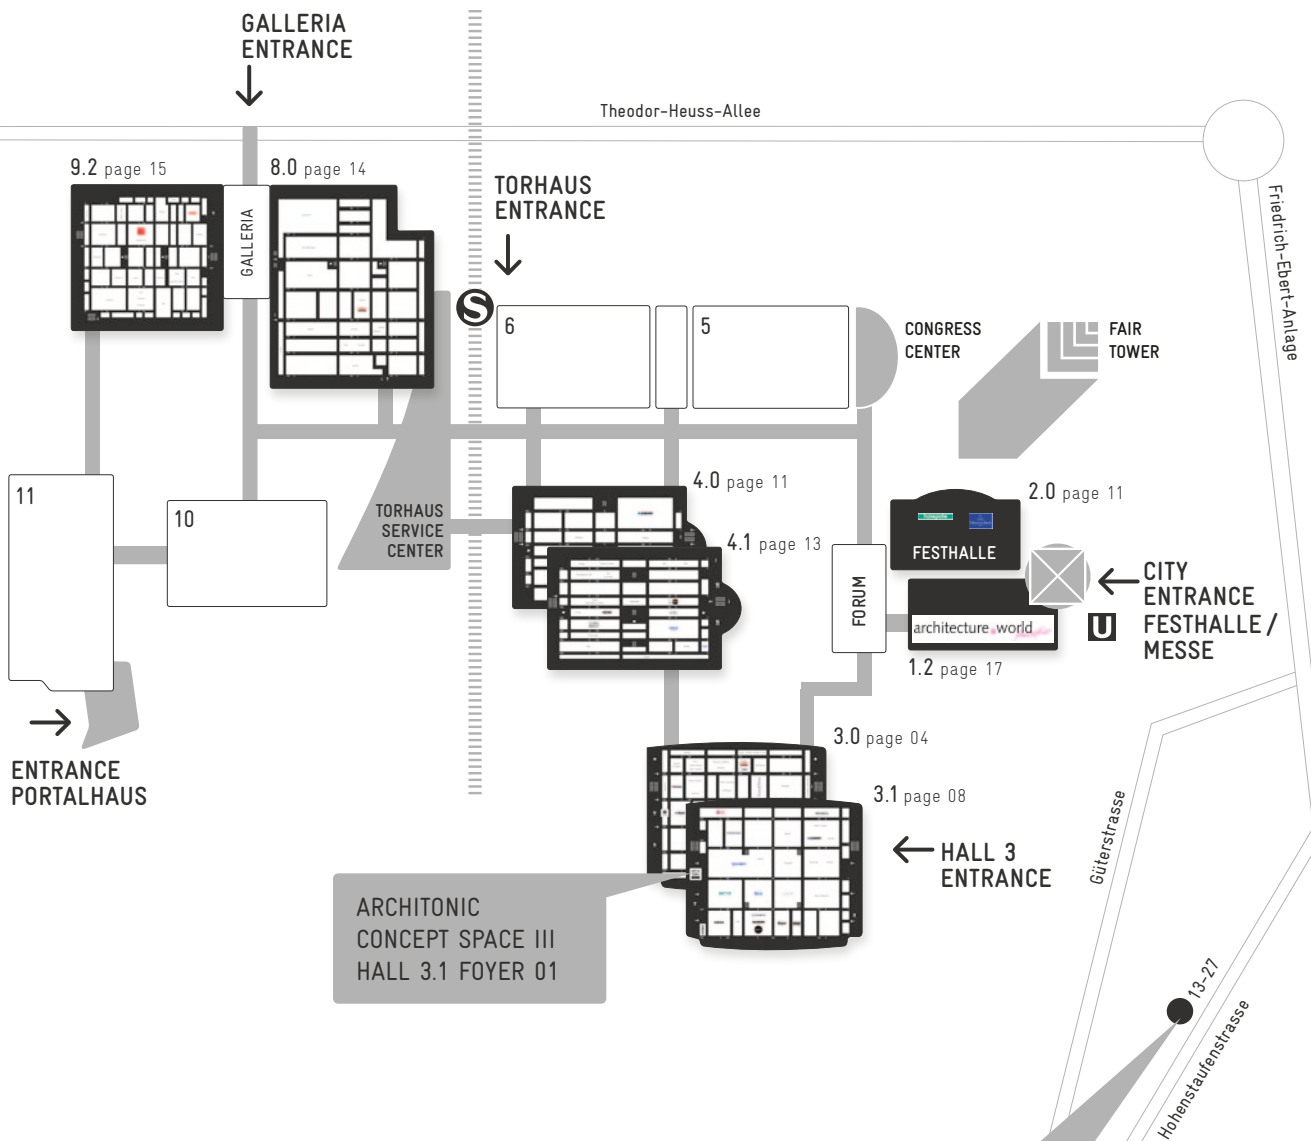 GALLERIA
ENTRANCE
Theodor-Heuss-Allee
9.2 page 15
8.0 page 14
GALLERIA
TORHAUS
ENTRANCE
Friedrich-Ebert-Anlage
S
6
5
CONGRESS
CENTER
FAIR
TOWER
11
10
TORHAUS
SERVICE
CENTER
4.0 page 11
4.1 page 13
2.0 page 11
FESTHALLE
FORUM
architecture world
1.2 page 17
CITY
ENTRANCE
FESTHALLE/
MESSE
U
ENTRANCE
PORTALHAUS
3.0 page 04
3.1 page 08
HALL 3
ENTRANCE
Güterstrasse
ARCHITONIC
CONCEPT SPACE III
HALL 3.1 FOYER 01
13-27
Hohenstaufenstrasse